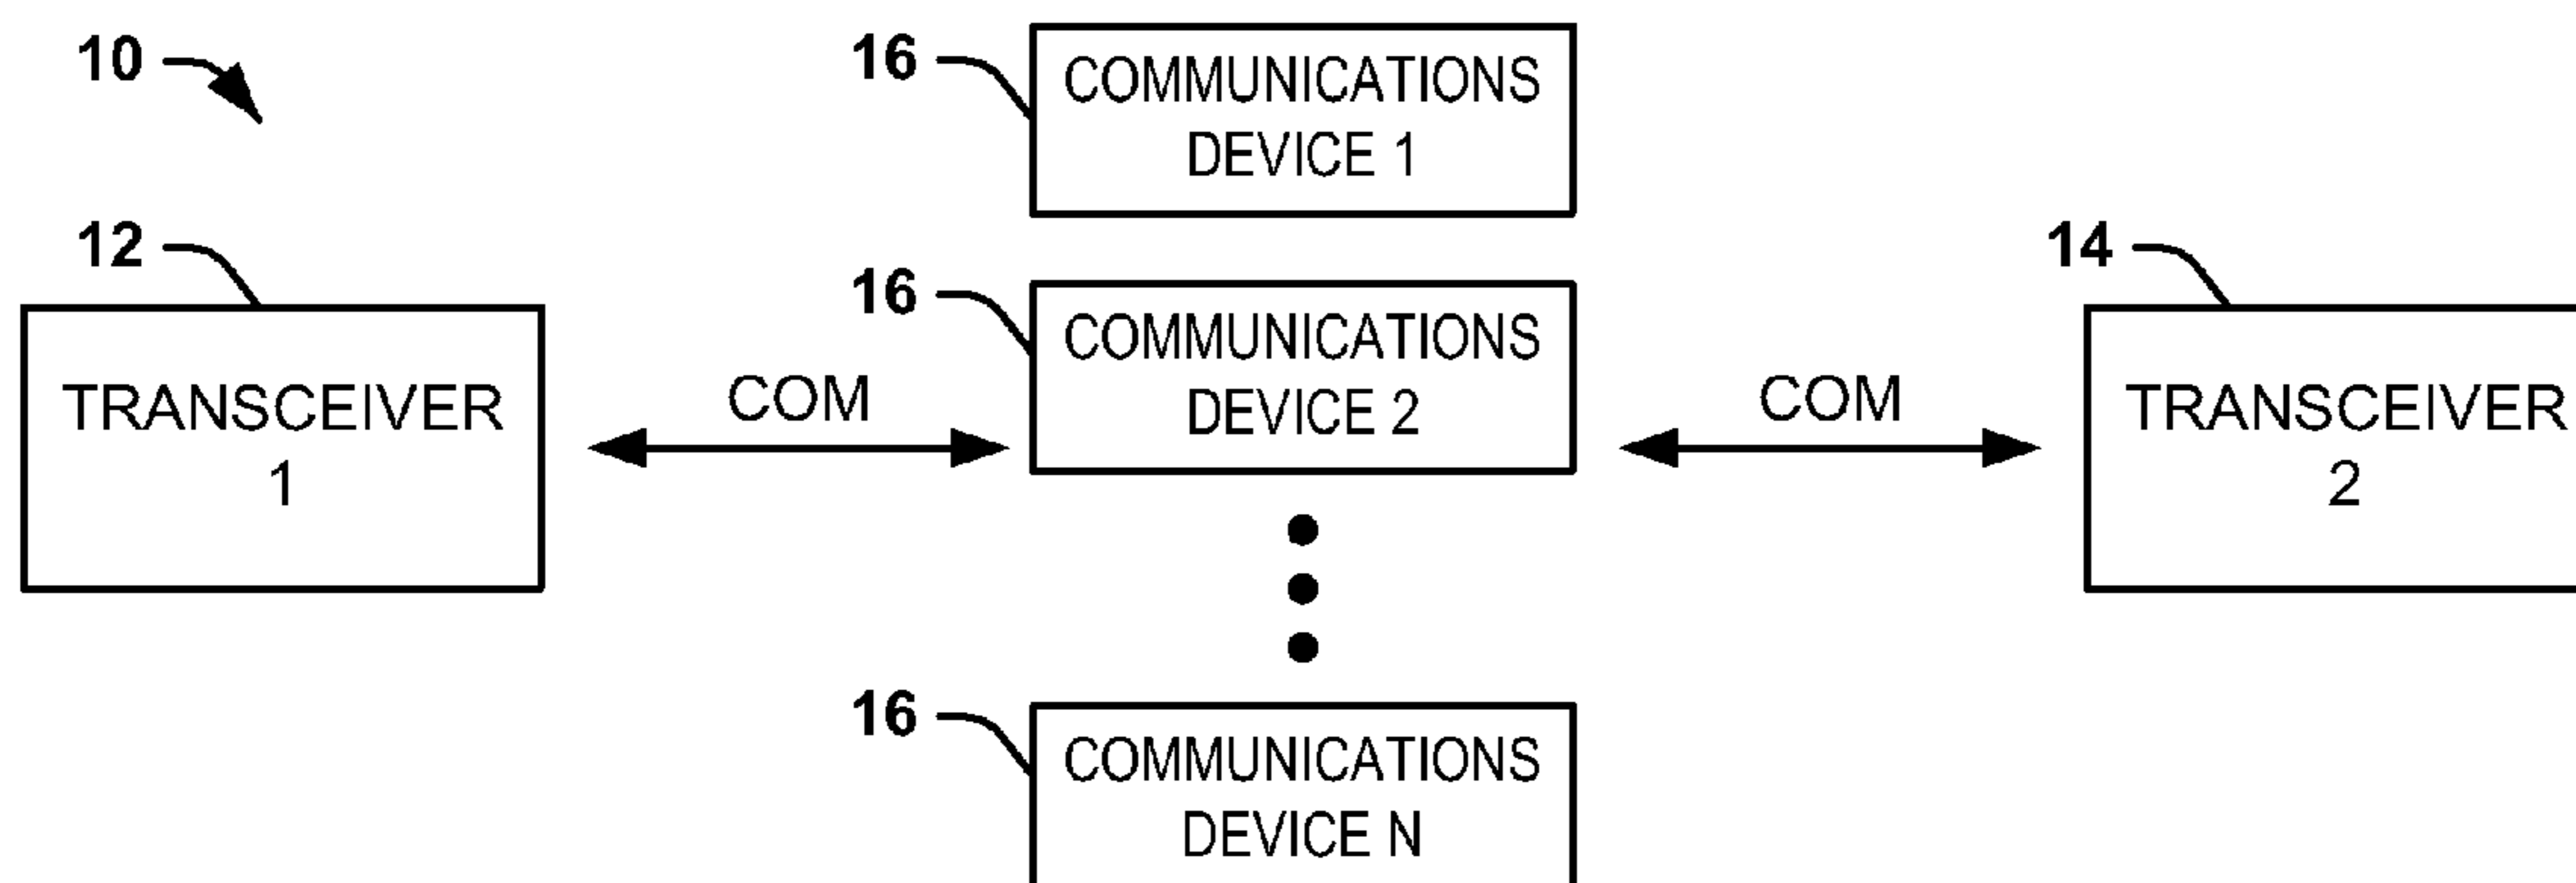 10
16
COMMUNICATIONS
DEVICE 1
12
14
16
COMMUNICATIONS
DEVICE 2
TRANSCEIVER
1
COM
COM
TRANSCEIVER
2
16
COMMUNICATIONS
DEVICE N